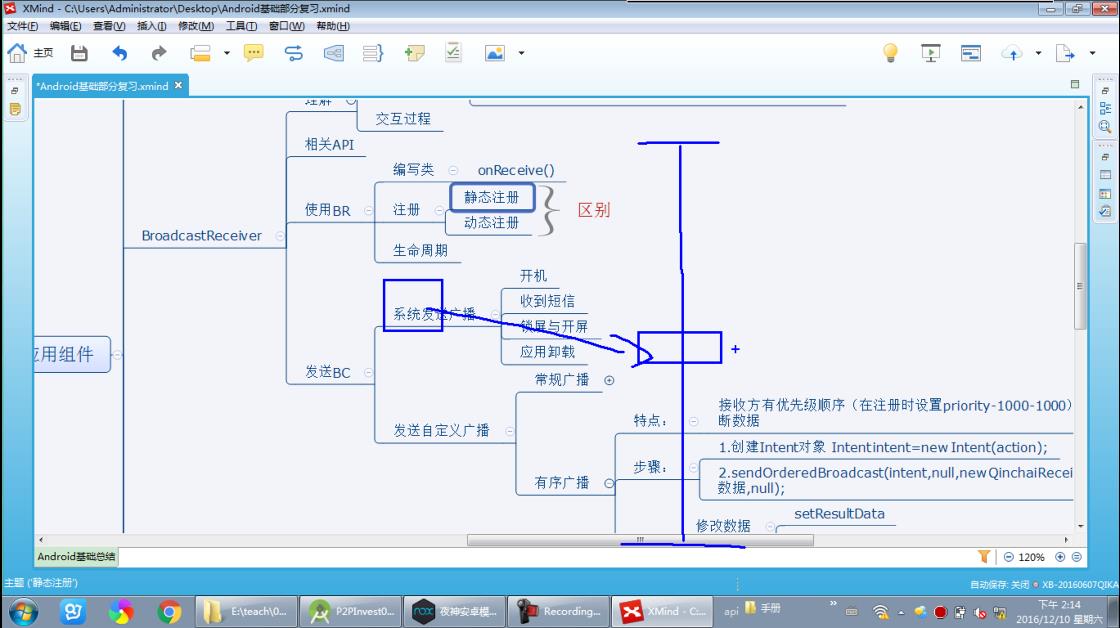 XMind - C:\Users\Administrator\Desktop\Android基础部分复习.xmind
文件(F) 编辑(E) 查看(V) 插入(I) 修改(M) 工具(T) 窗口(W) 帮助(H)
主页
*Android基础部分复习.xmind
理解
交互过程
相关API
编写类
onReceive()
使用BR
注册
静态注册
动态注册
区别
BroadcastReceiver
生命周期
开机
系统发送广播
收到短信
锁屏与开屏
应用卸载
应用组件
发送BC
常规广播
发送自定义广播
特点：
接收方有优先级顺序（在注册时设置priority-1000-1000）
断数据
步骤：
1.创建Intent对象 Intentintent=new Intent(action);
2.sendOrderedBroadcast(intent,null,newQinchaiRecei
数据,null);
有序广播
修改数据
setResultData
Android基础总结
120%
主题 ('静态注册')
自动保存: 关闭
XB-20160607QIKA
E:\teach\0...
P2PInvest0...
夜神安卓模...
Recording...
XMind - C:...
api
手册
下午 2:14
2016/12/10 星期六